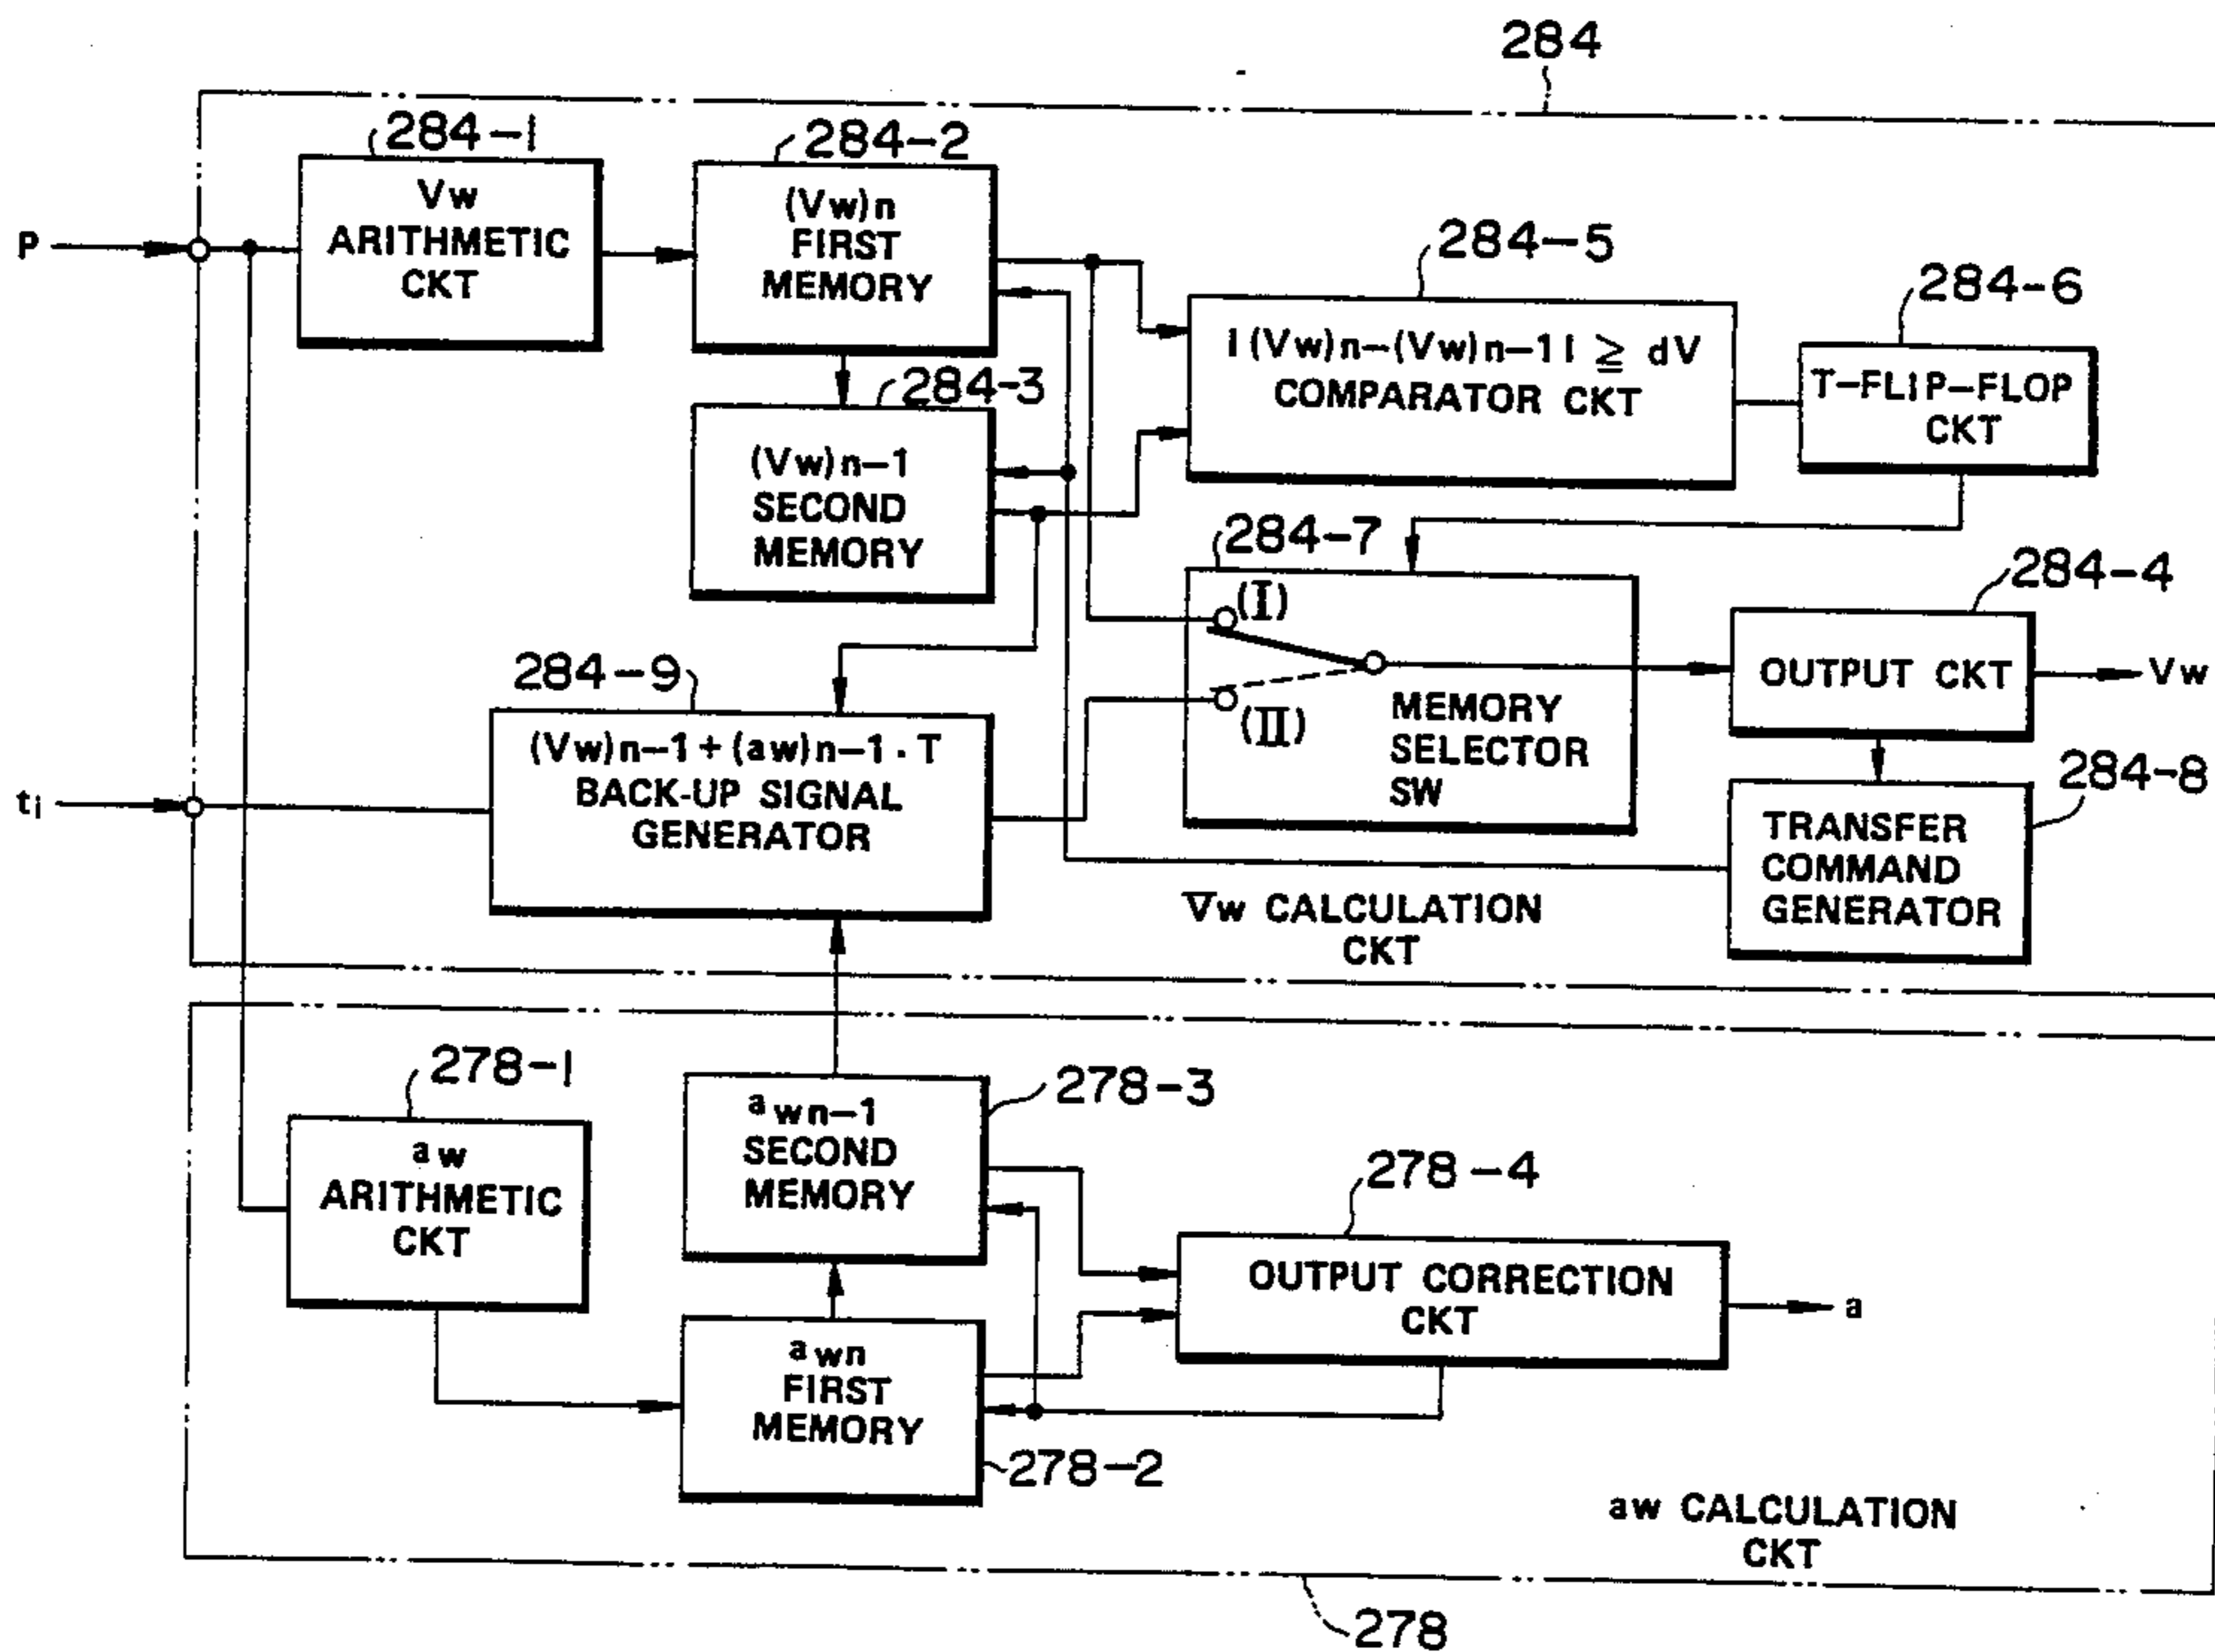 284
284-1
Vw
ARITHMETIC
CKT
284-2
(Vw)n
FIRST
MEMORY
P
284-3
(Vw)n-1
SECOND
MEMORY
284-5
|(Vw)n-(Vw)n-1| ≧ dV
COMPARATOR CKT
284-6
T-FLIP-FLOP
CKT
284-7
(I)
(II)
MEMORY
SELECTOR
SW
284-4
OUTPUT CKT
Vw
284-9
(Vw)n-1+(aw)n-1·T
BACK-UP SIGNAL
GENERATOR
ti
284-8
TRANSFER
COMMAND
GENERATOR
Vw CALCULATION
CKT
278-1
aw
ARITHMETIC
CKT
278-3
awn-1
SECOND
MEMORY
278-4
OUTPUT CORRECTION
CKT
a
awn
FIRST
MEMORY
278-2
aw CALCULATION
CKT
278